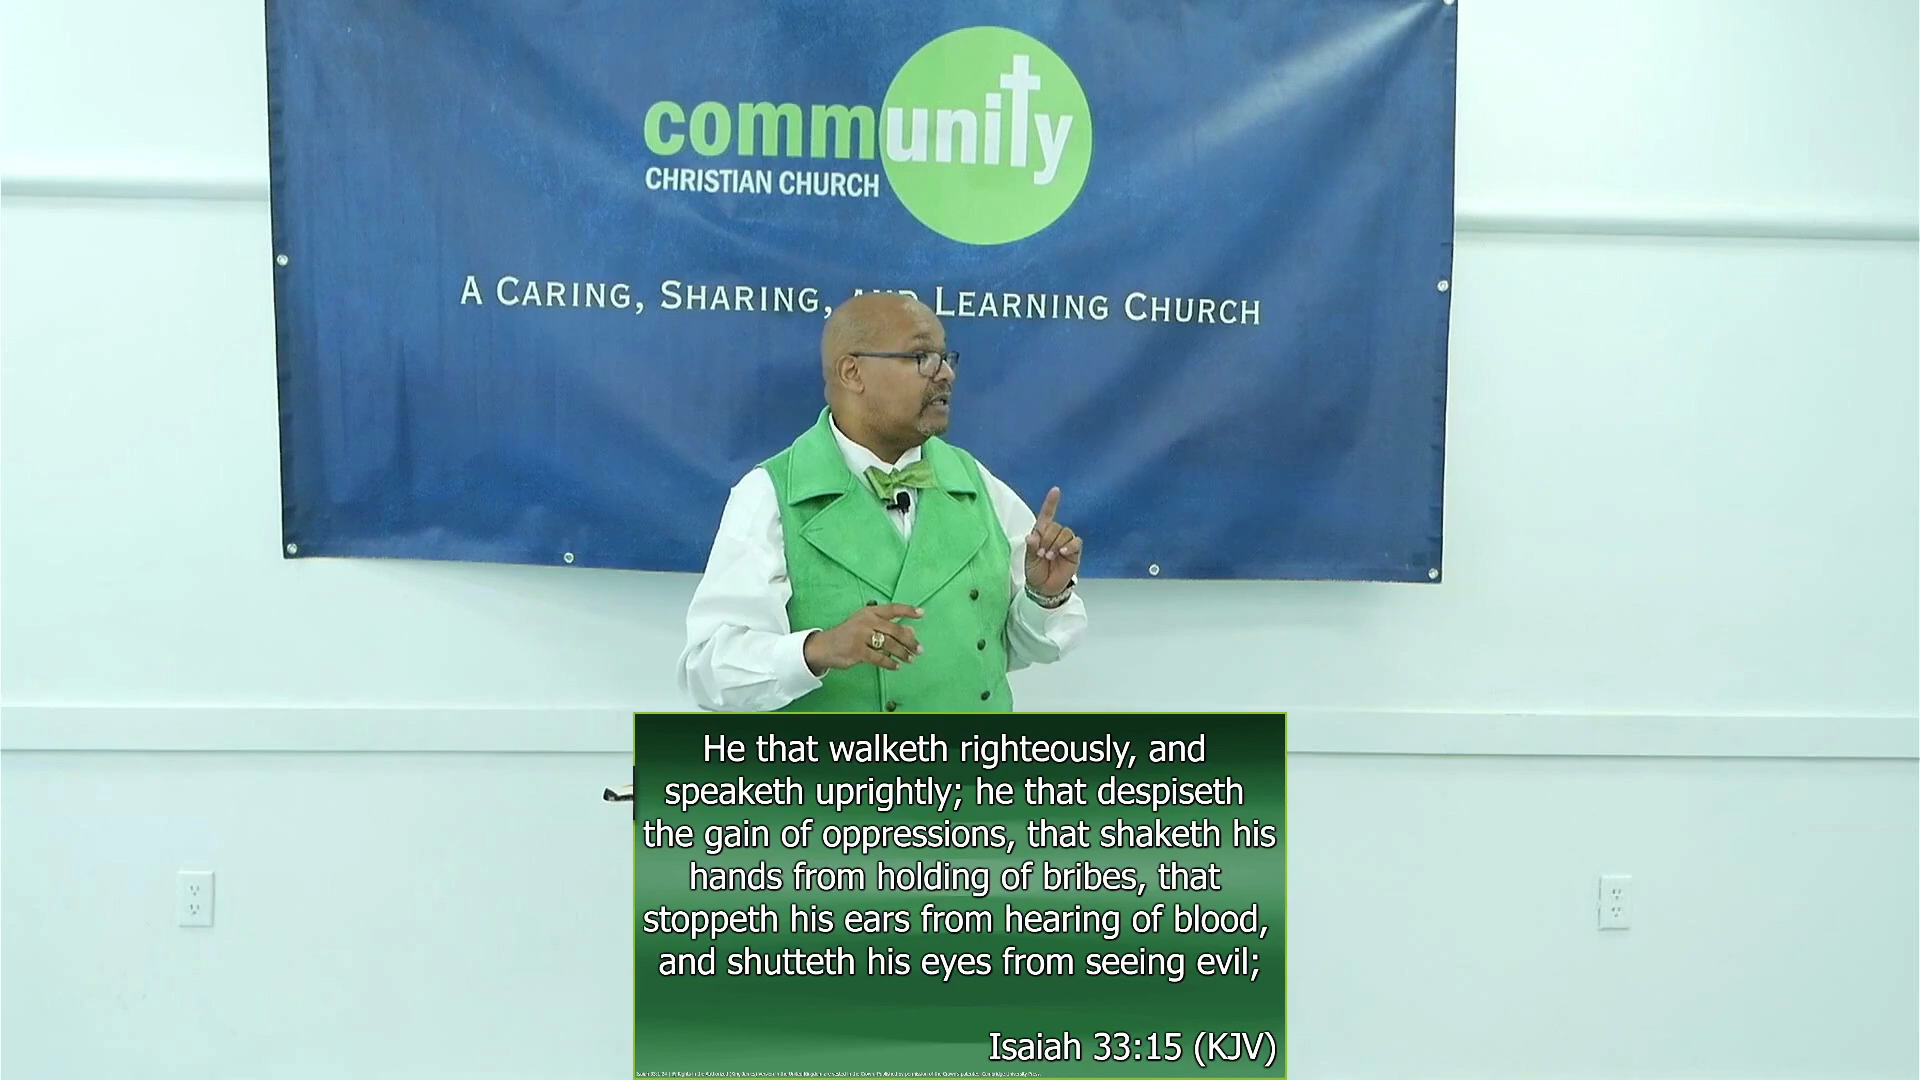 community
CHRISTIAN CHURCH
A CARING, SHARING, AND LEARNING CHURCH
He that walketh righteously, and
speaketh uprightly; he that despiseth
the gain of oppressions, that shaketh his
hands from holding of bribes, that
stoppeth his ears from hearing of blood,
and shutteth his eyes from seeing evil;
Isaiah 33:15 (KJV)